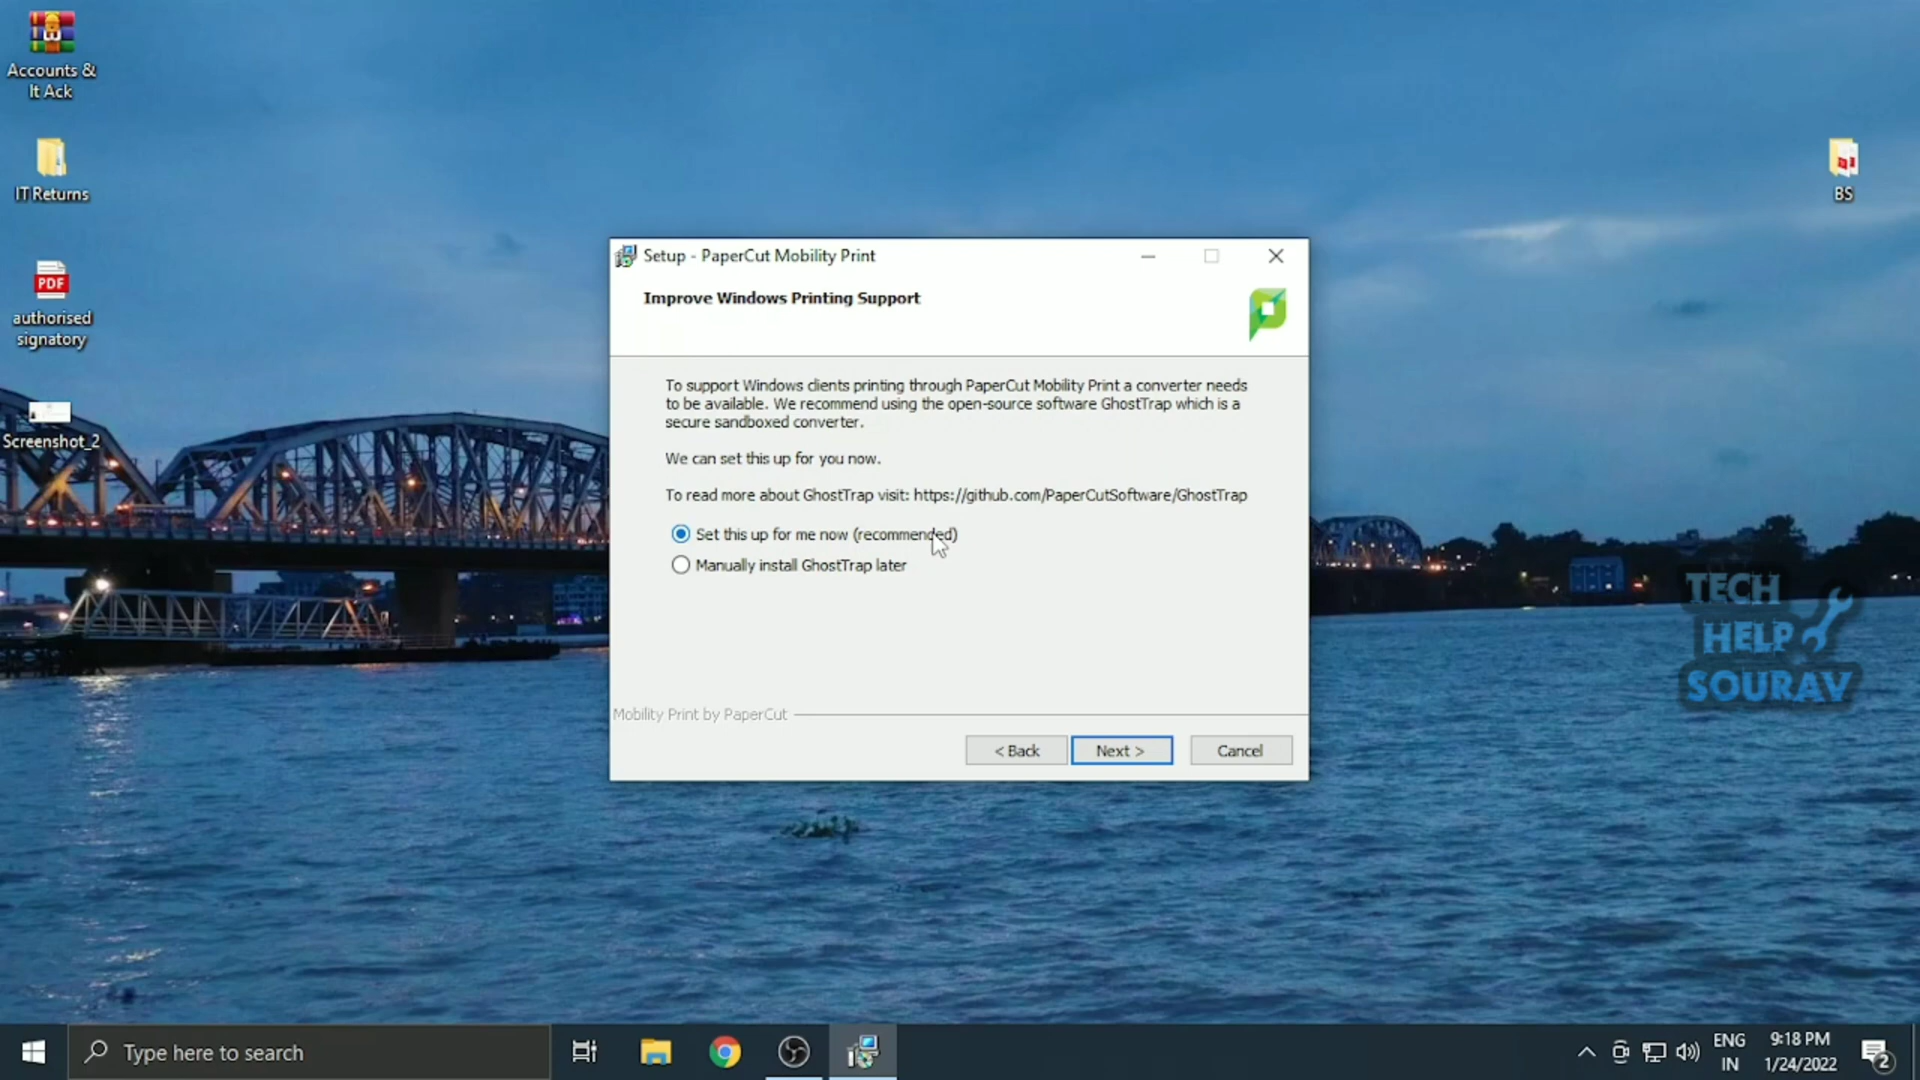 Accounts &
It Ack
IT Returns
PDF
authorised
signatory
Screenshot_2
BS
Setup - PaperCut Mobility Print
Improve Windows Printing Support
To support Windows clients printing through PaperCut Mobility Print a converter needs
to be available. We recommend using the open-source software GhostTrap which is a
secure sandboxed converter.
We can set this up for you now.
To read more about GhostTrap visit: https://github.com/PaperCutSoftware/GhostTrap
Set this up for me now (recommended)
Manually install GhostTrap later
Mobility Print by PaperCut
< Back
Next >
Cancel
TECH
HELP
SOURAV
Type here to search
ENG
IN
9:18 PM
1/24/2022
2